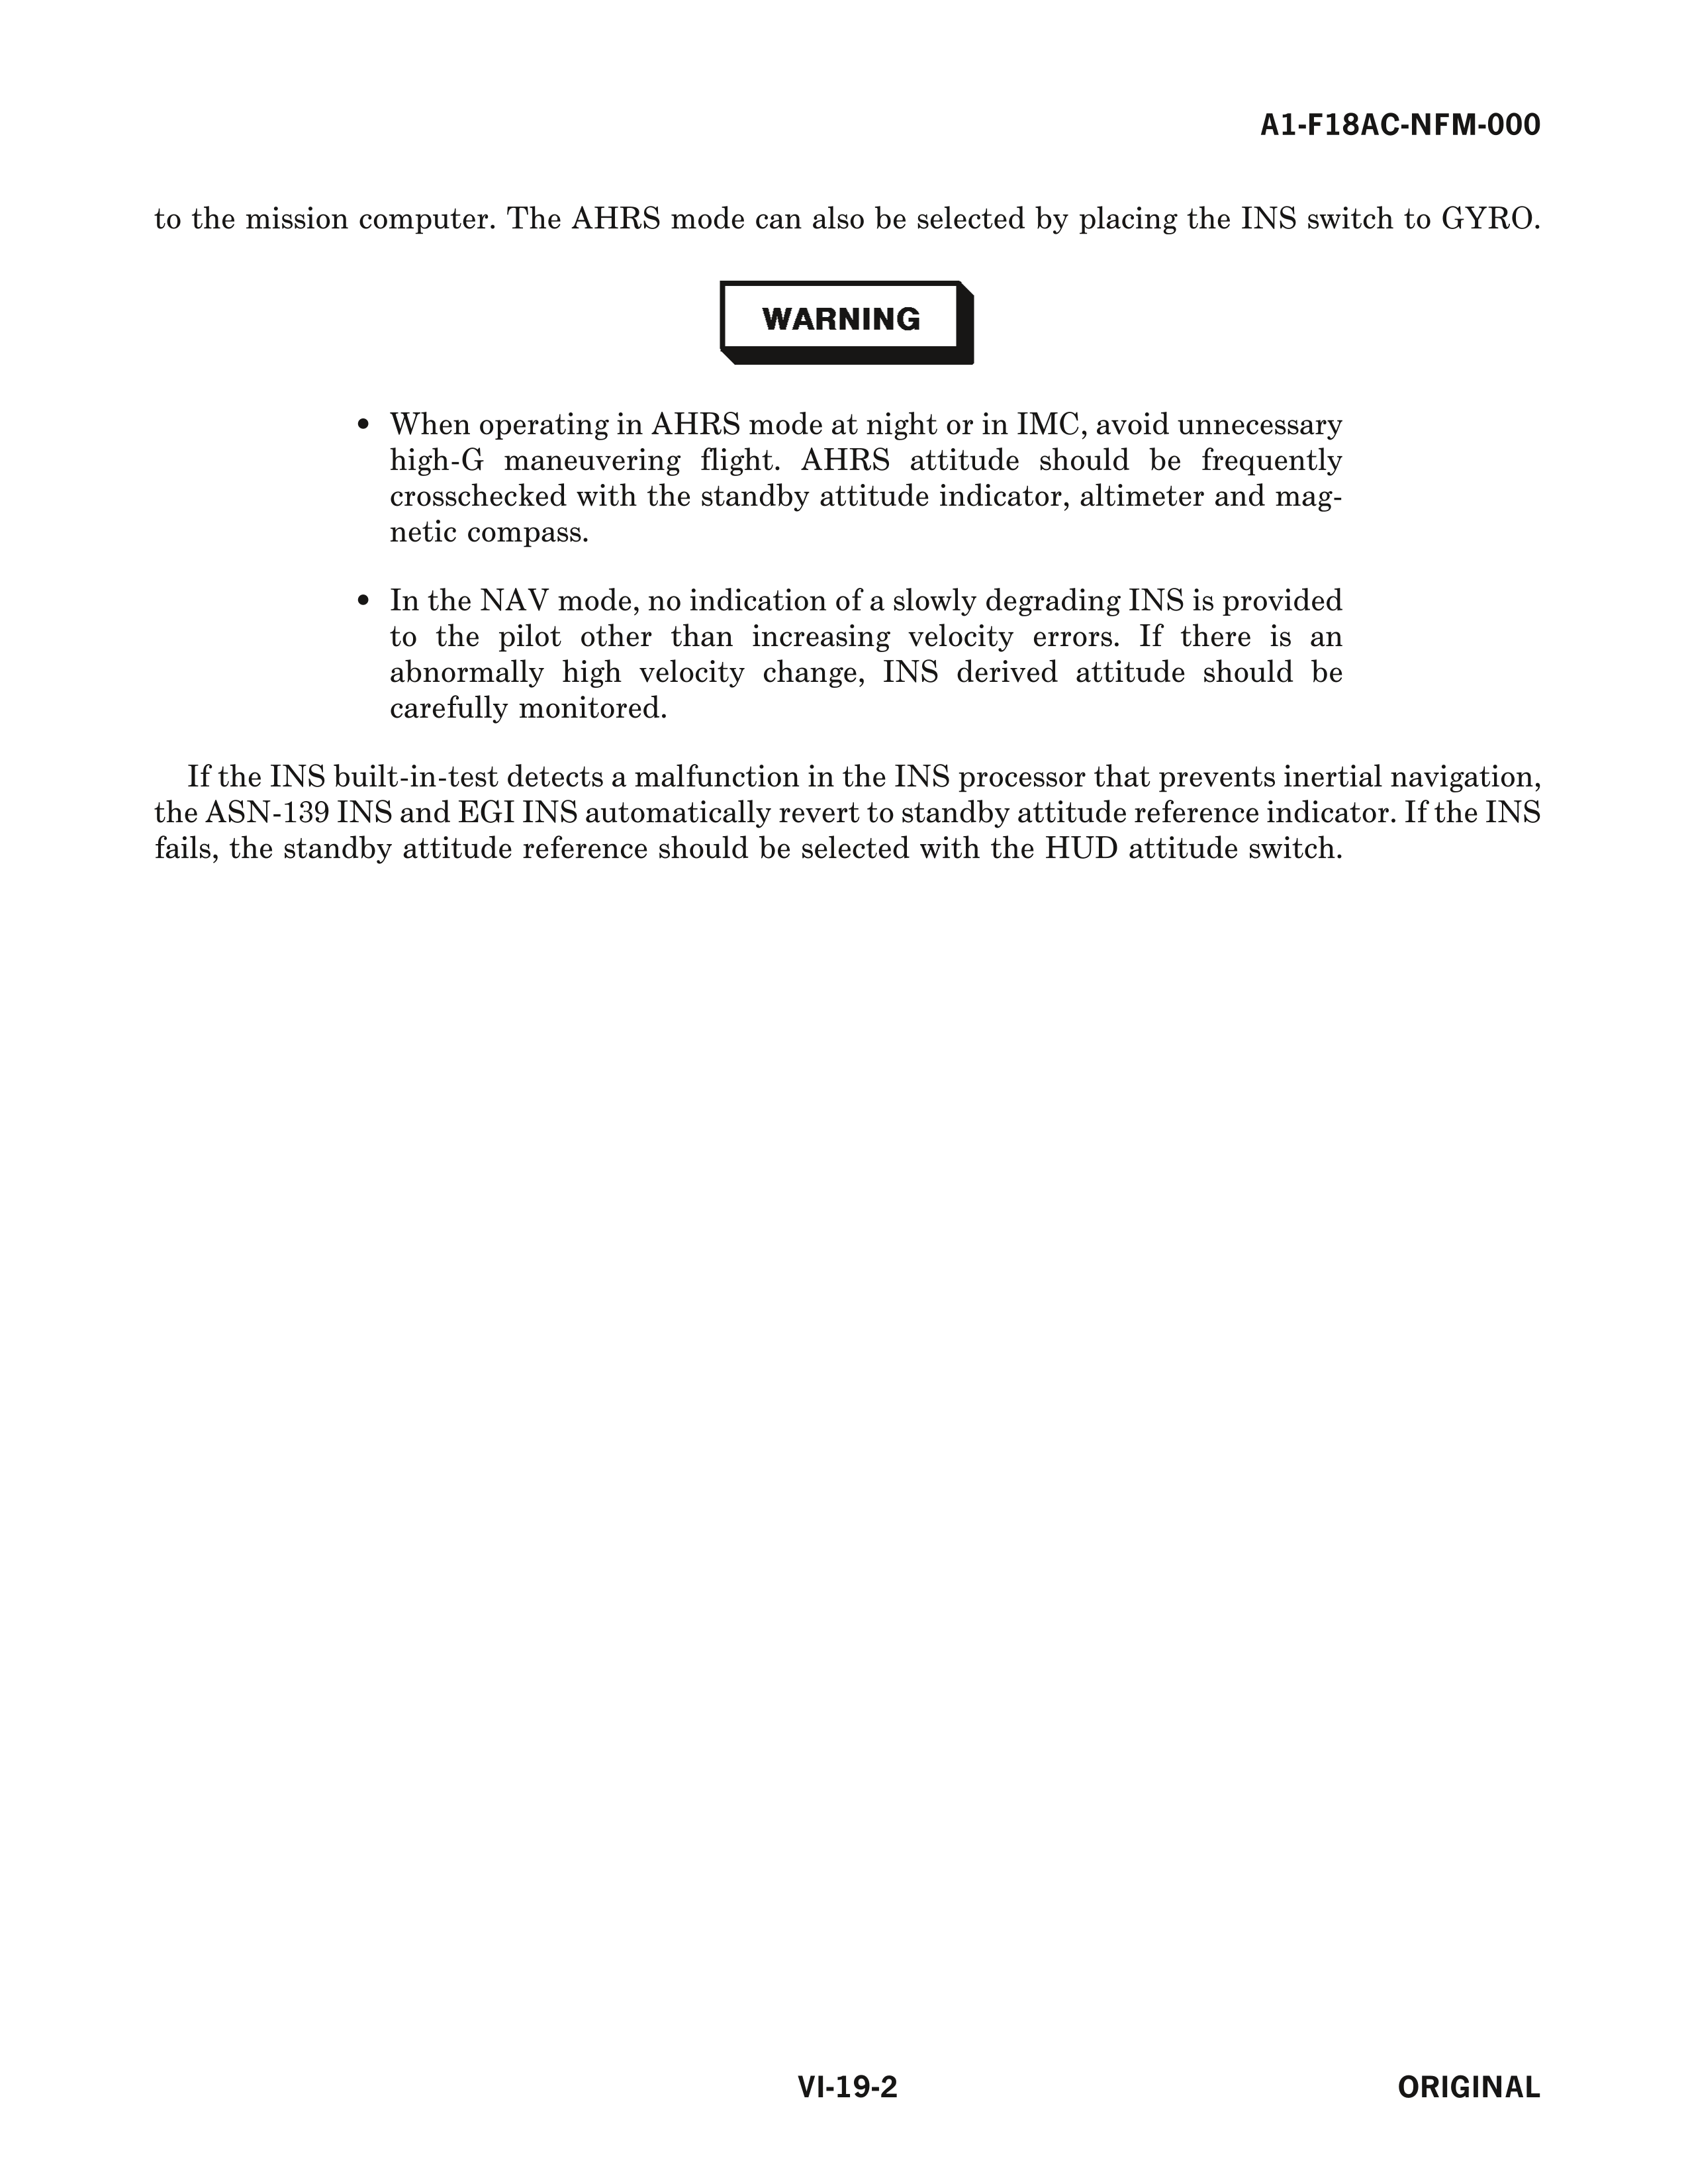 A1-F18AC-NFM-000
to the mission computer. The AHRS mode can also be selected by placing the INS switch to GYRO.
WARNING
• When operating in AHRS mode at night or in IMC, avoid unnecessary
high-G maneuvering flight. AHRS attitude should be frequently
crosschecked with the standby attitude indicator, altimeter and mag-
netic compass.
• In the NAV mode, no indication of a slowly degrading INS is provided
to the pilot other than increasing velocity errors. If there is an
abnormally high velocity change, INS derived attitude should be
carefully monitored.
If the INS built-in-test detects a malfunction in the INS processor that prevents inertial navigation,
the ASN-139 INS and EGI INS automatically revert to standby attitude reference indicator. If the INS
fails, the standby attitude reference should be selected with the HUD attitude switch.
VI-19-2
ORIGINAL